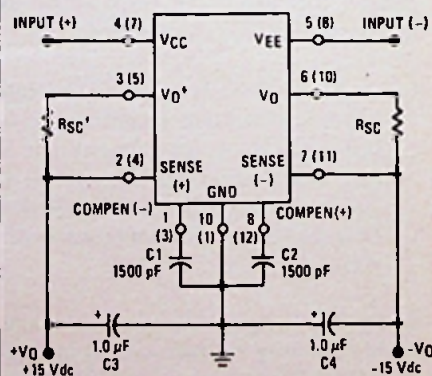 INPUT (+) 4 (7) 5 (8) INPUT (-)
VCC VEE
3 (5) 6 (10)
VO+ VO
RSC+ RSC
2 (4) SENSE (+) SENSE (-) 7 (11)
GND
COMPEN (-) 1 (3) 10 (1) 8 (12) COMPEN (+)
C1 1500 pF C2 1500 pF
+ +
+VO +15 Vdc 1.0 µF C3 1.0 µF C4 -VO -15 Vdc